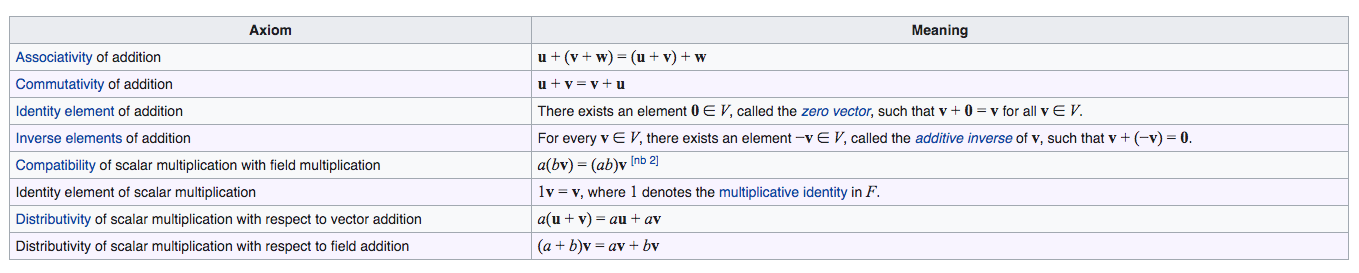 Axiom Meaning
Associativity of addition u + (v + w) = (u + v) + w
Commutativity of addition u + v = v + u
Identity element of addition There exists an element 0 ∈ V, called the zero vector, such that v + 0 = v for all v ∈ V.
Inverse elements of addition For every v ∈ V, there exists an element −v ∈ V, called the additive inverse of v, such that v + (−v) = 0.
Compatibility of scalar multiplication with field multiplication a(bv) = (ab)v [nb 2]
Identity element of scalar multiplication 1v = v, where 1 denotes the multiplicative identity in F.
Distributivity of scalar multiplication with respect to vector addition a(u + v) = au + av
Distributivity of scalar multiplication with respect to field addition (a + b)v = av + bv